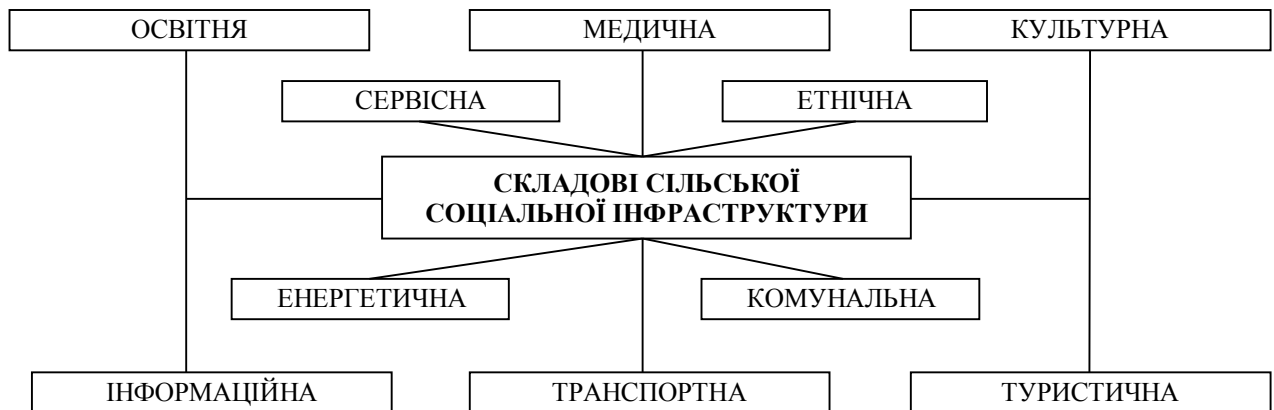 ОСВІТНЯ
МЕДИЧНА
КУЛЬТУРНА
СЕРВІСНА
ЕТНІЧНА
СКЛАДОВІ СІЛЬСЬКОЇ
СОЦІАЛЬНОЇ ІНФРАСТРУКТУРИ
ЕНЕРГЕТИЧНА
КОМУНАЛЬНА
ІНФОРМАЦІЙНА
ТРАНСПОРТНА
ТУРИСТИЧНА